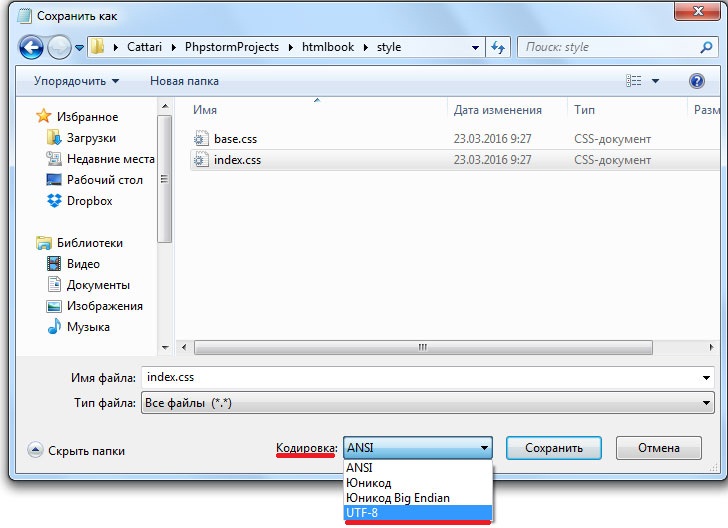 Сохранить как
Cattari PhpstormProjects htmlbook style Поиск: style
Упорядочить Новая папка
Избранное
Загрузки
Недавние места
Рабочий стол
Dropbox
Библиотеки
Видео
Документы
Изображения
Музыка
Имя Дата изменения Тип Разм
base.css 23.03.2016 9:27 CSS-документ
index.css 23.03.2016 9:27 CSS-документ
Имя файла: index.css
Тип файла: Все файлы (*.*)
Скрыть папки Кодировка: ANSI Сохранить Отмена
ANSI
Юникод
Юникод Big Endian
UTF-8